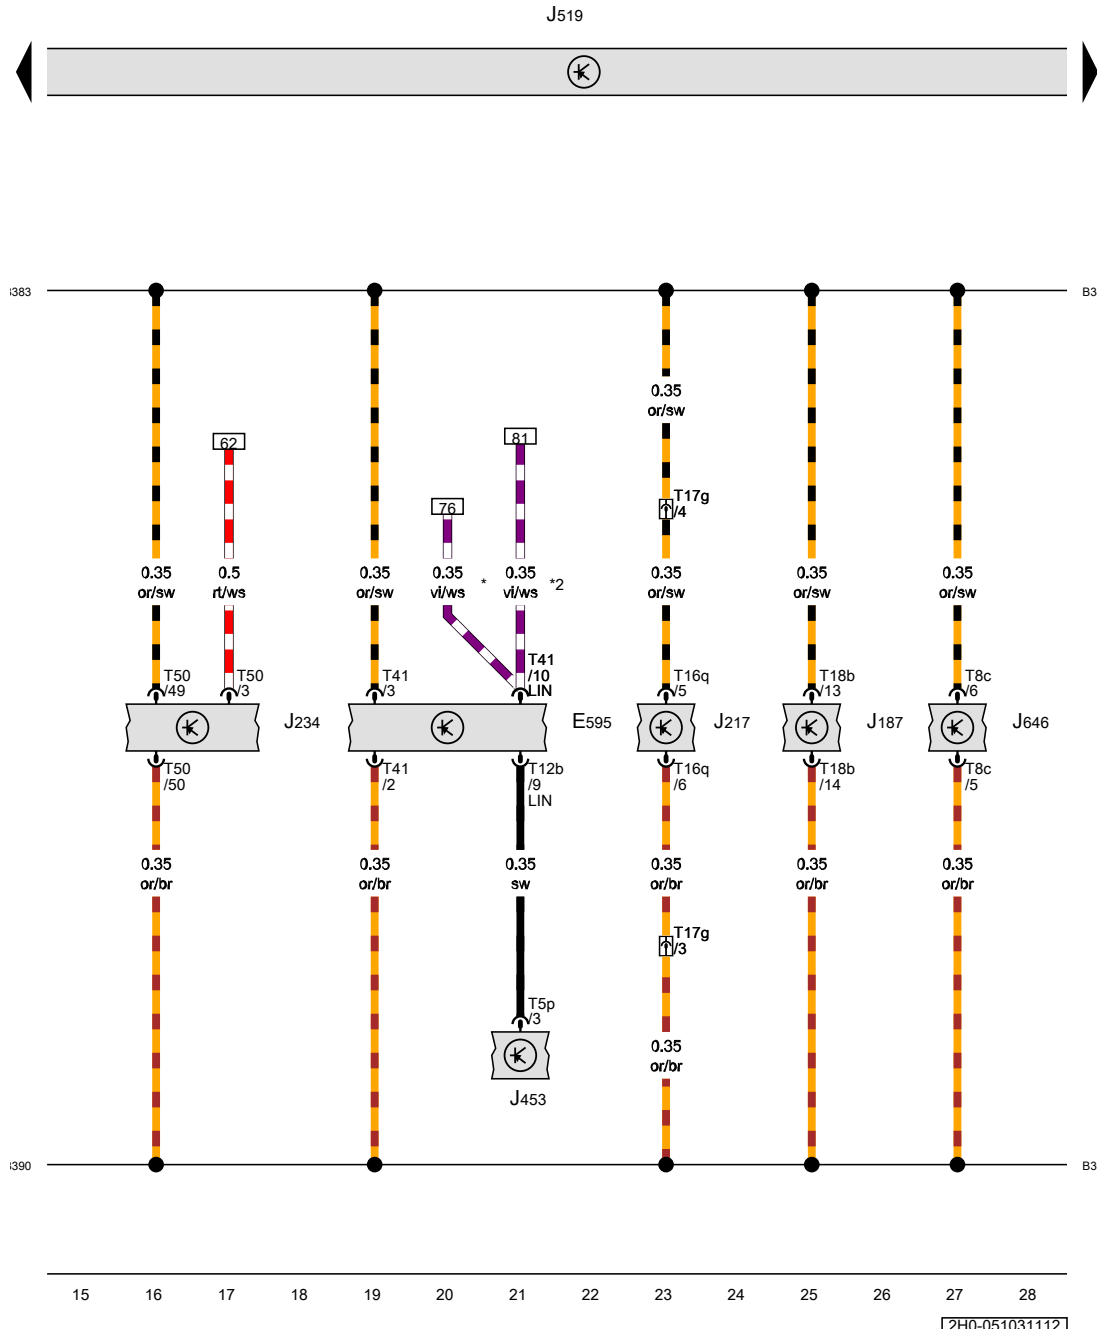 J519
B383
B3
62
81
76
0.35
or/sw
T17g
/4
0.35
or/sw
0.5
rt/ws
0.35
or/sw
0.35
vi/ws
*
0.35
vi/ws
*2
0.35
or/sw
0.35
or/sw
0.35
or/sw
T50
/49
T50
/3
T41
/3
T41
/10
LIN
T16q
/5
T18b
/13
T8c
/6
J234
E595
J217
J187
J646
T50
/50
T41
/2
T12b
/9
LIN
T16q
/6
T18b
/14
T8c
/5
0.35
or/br
0.35
or/br
0.35
sw
0.35
or/br
0.35
or/br
0.35
or/br
T17g
/3
T5p
/3
0.35
or/br
J453
B390
B3
15 16 17 18 19 20 21 22 23 24 25 26 27 28
2H0-051031112